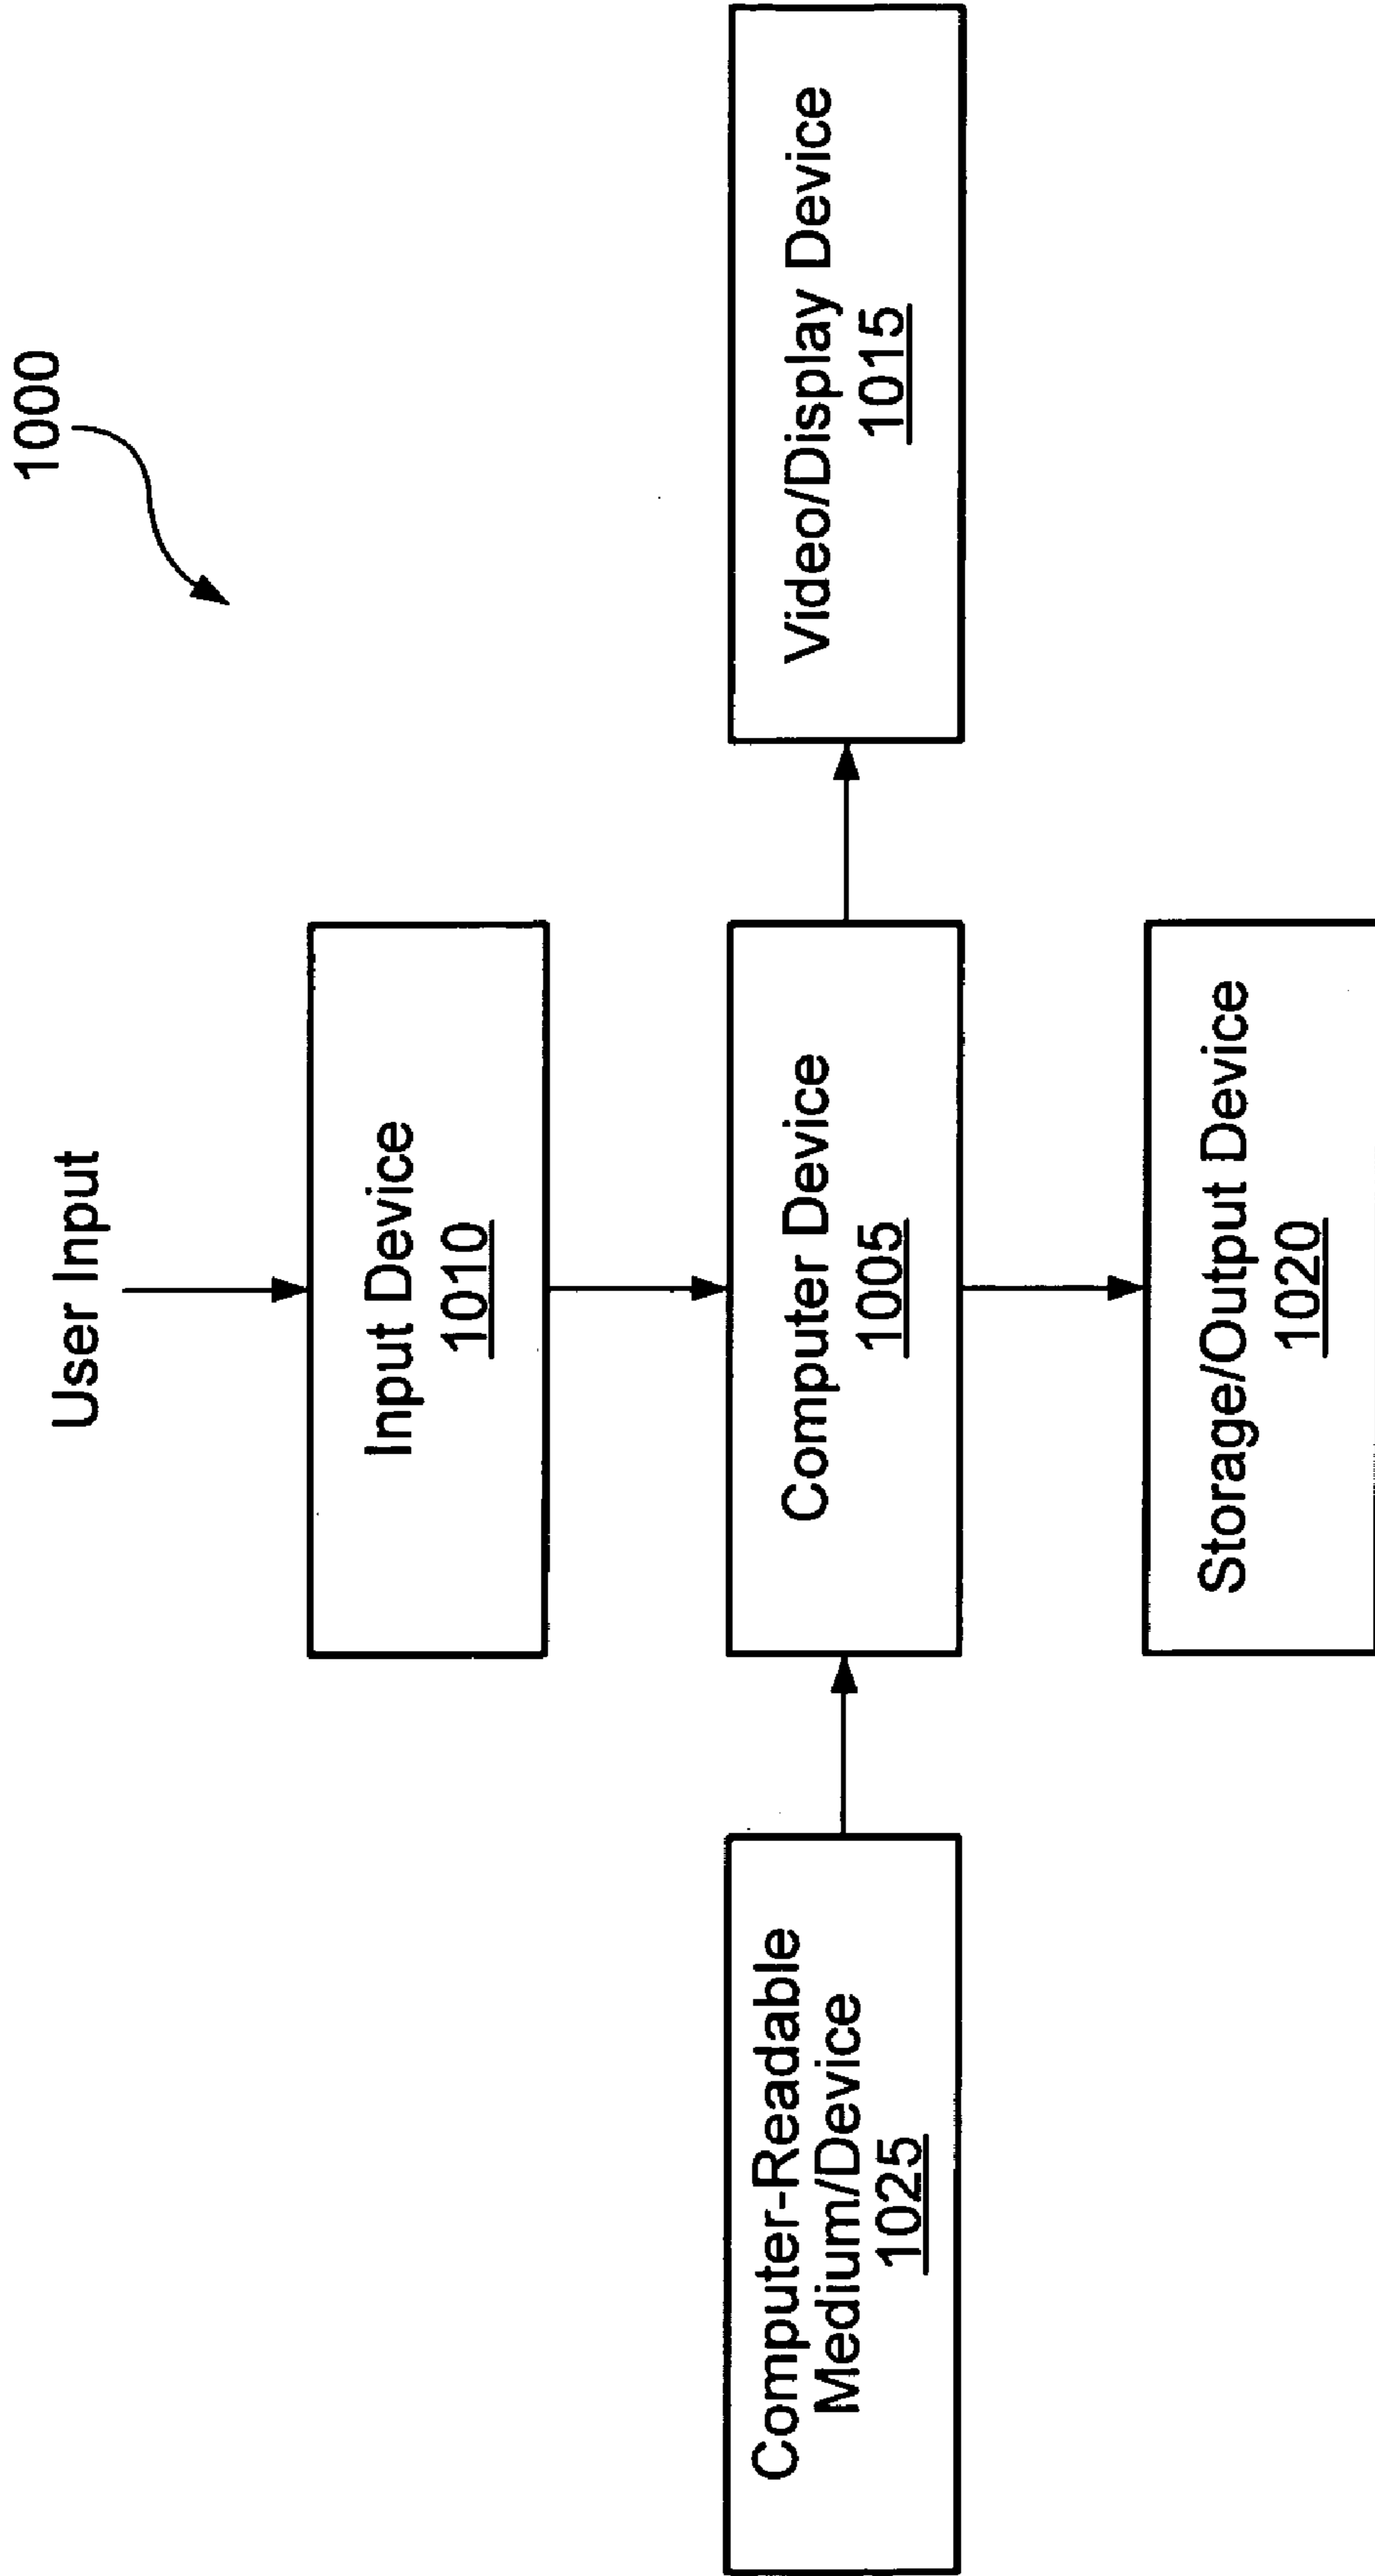 1000
User Input
Input Device
1010
Computer-Readable
Medium/Device
1025
Computer Device
1005
Video/Display Device
1015
Storage/Output Device
1020